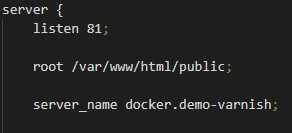 server {
listen 81;
root /var/www/html/public;
server_name docker.demo-varnish;